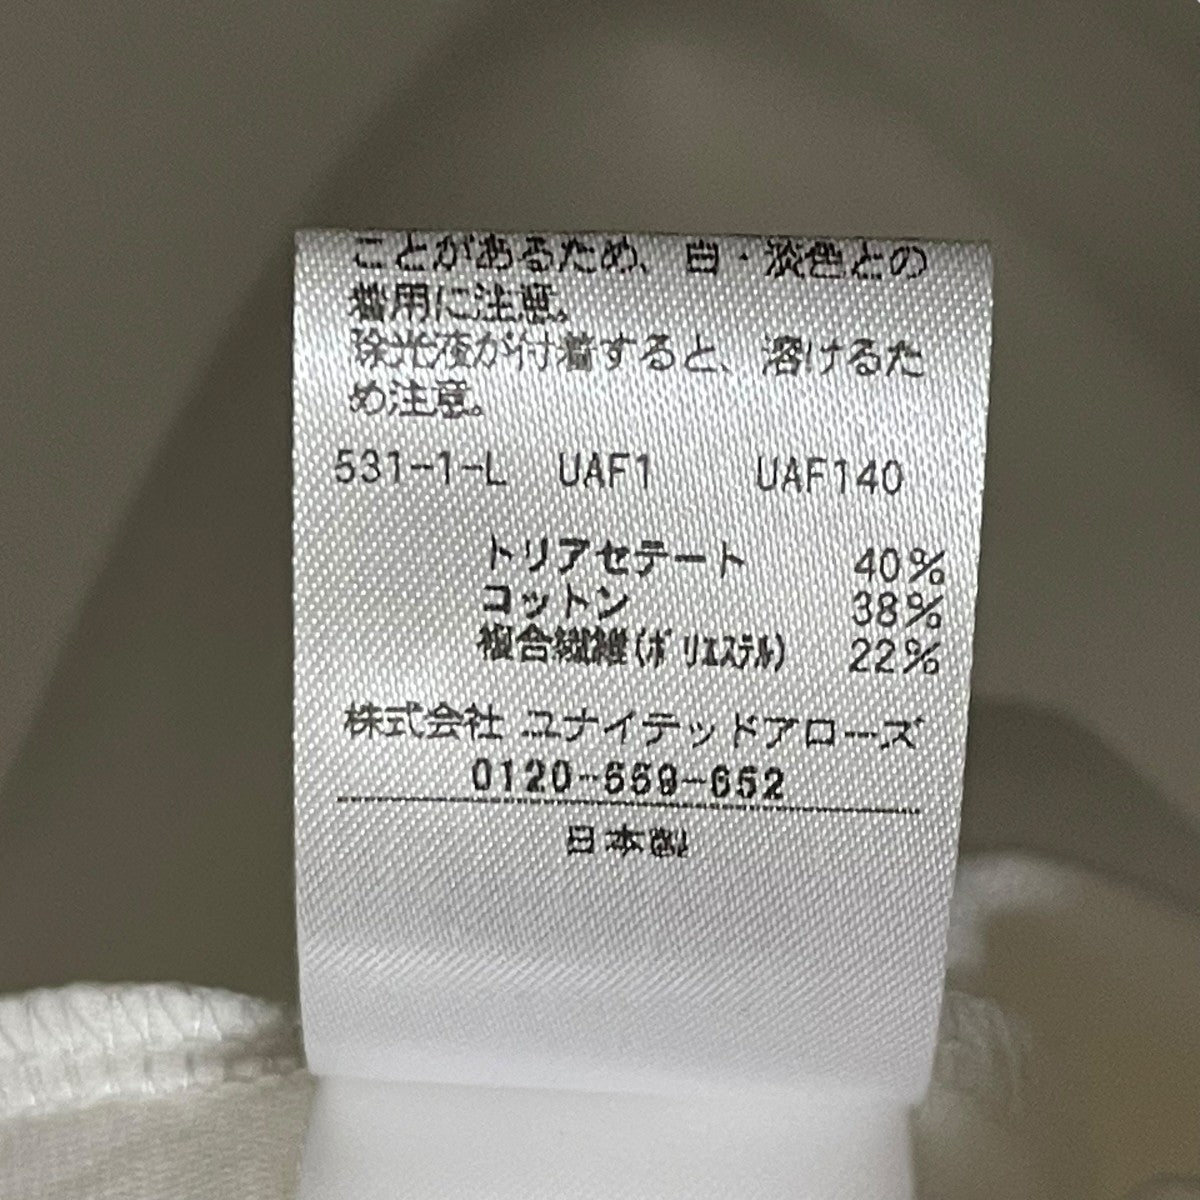 ことがあるため、白・淡色との
着用に注意。
除光液が付着すると、溶けるた
め注意。
531-1-L UAF1 UAF140
トリアセテート 40%
コットン 38%
複合繊維(ポリエステル) 22%
株式会社 ユナイテッドアローズ
0120-559-652
日本製